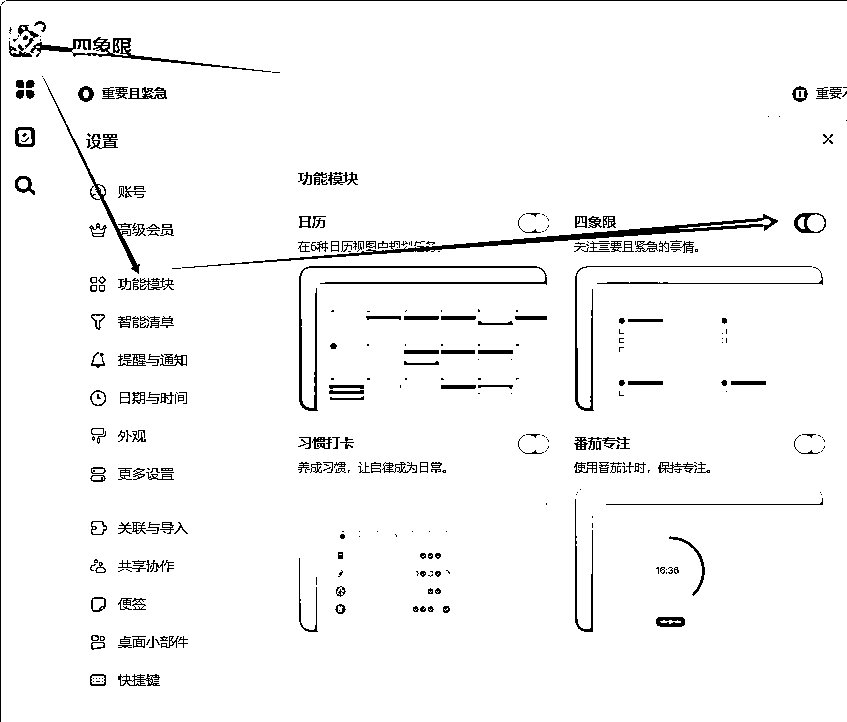 四象限
重要且紧急
重要不
设置
账号
高级会员
功能模块
智能清单
提醒与通知
日期与时间
外观
更多设置
关联与导入
共享协作
便签
桌面小部件
快捷键
功能模块
日历
在6种日历视图中规划任务。
四象限
关注重要且紧急的事情。
习惯打卡
养成习惯，让自律成为日常。
番茄专注
使用番茄计时，保持专注。
16:36